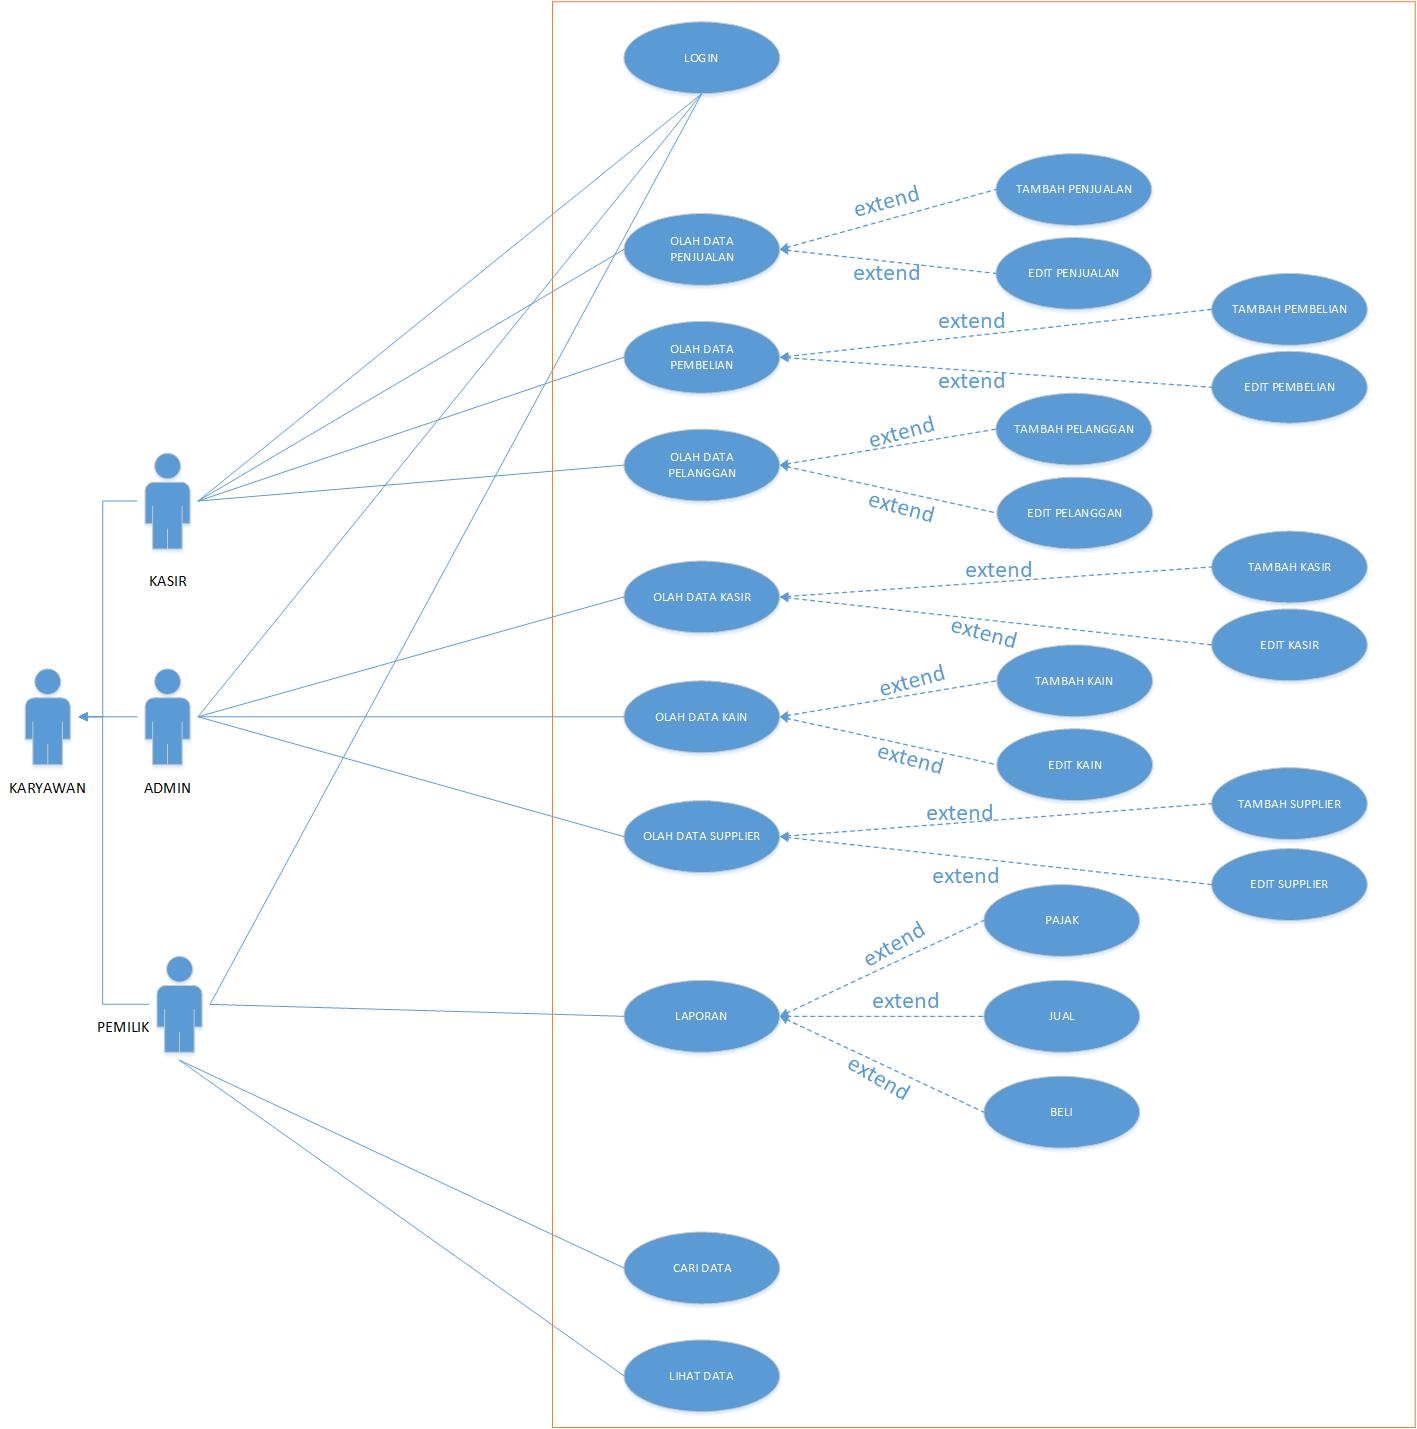 LOGIN
TAMBAH PENJUALAN
extend
OLAH DATA
PENJUALAN
extend
EDIT PENJUALAN
TAMBAH PEMBELIAN
extend
OLAH DATA
PEMBELIAN
extend
EDIT PEMBELIAN
TAMBAH PELANGGAN
extend
OLAH DATA
PELANGGAN
extend
EDIT PELANGGAN
KASIR
TAMBAH KASIR
extend
OLAH DATA KASIR
extend
EDIT KASIR
TAMBAH KAIN
extend
OLAH DATA KAIN
extend
EDIT KAIN
KARYAWAN
ADMIN
TAMBAH SUPPLIER
extend
OLAH DATA SUPPLIER
extend
EDIT SUPPLIER
PAJAK
extend
PEMILIK
LAPORAN
extend
JUAL
extend
BELI
CARI DATA
LIHAT DATA